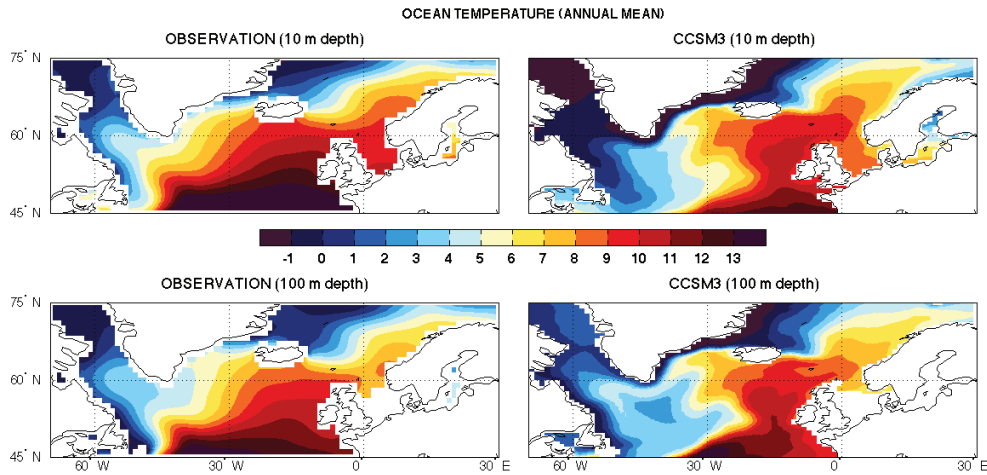 OCEAN TEMPERATURE (ANNUAL MEAN)
OBSERVATION (10 m depth)
CCSM3 (10 m depth)
75° N
60° N
45° N
-1 0 1 2 3 4 5 6 7 8 9 10 11 12 13
OBSERVATION (100 m depth)
CCSM3 (100 m depth)
75° N
60° N
45° N
60° W 30° W 0° 30° E
60° W 30° W 0° 30° E